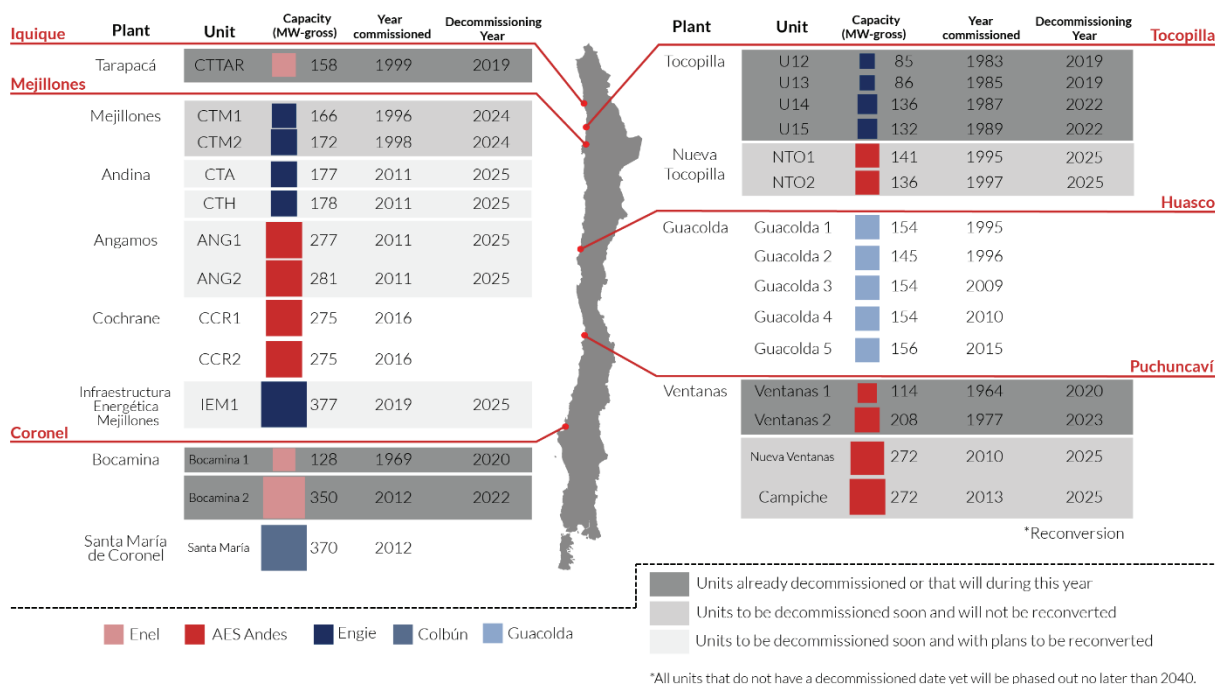 Iquique
Plant Unit Capacity (MW-gross) Year commissioned Decommissioning Year
Tarapacá CTTAR 158 1999 2019
Mejillones
Mejillones CTM1 166 1996 2024
CTM2 172 1998 2024
Andina CTA 177 2011 2025
CTH 178 2011 2025
Angamos ANG1 277 2011 2025
ANG2 281 2011 2025
Cochrane CCR1 275 2016
CCR2 275 2016
Infraestructura Energética Mejillones IEM1 377 2019 2025
Coronel
Bocamina Bocamina 1 128 1969 2020
Bocamina 2 350 2012 2022
Santa María de Coronel Santa María 370 2012
Plant Unit Capacity (MW-gross) Year commissioned Decommissioning Year
Tocopilla
Tocopilla U12 85 1983 2019
U13 86 1985 2019
U14 136 1987 2022
U15 132 1989 2022
Nueva Tocopilla NTO1 141 1995 2025
NTO2 136 1997 2025
Huasco
Guacolda Guacolda 1 154 1995
Guacolda 2 145 1996
Guacolda 3 154 2009
Guacolda 4 154 2010
Guacolda 5 156 2015
Puchuncaví
Ventanas Ventanas 1 114 1964 2020
Ventanas 2 208 1977 2023
Nueva Ventanas 272 2010 2025
Campiche 272 2013 2025
*Reconversion
Enel AES Andes Engie Colbún Guacolda
Units already decommissioned or that will during this year
Units to be decommissioned soon and will not be reconverted
Units to be decommissioned soon and with plans to be reconverted
*All units that do not have a decommissioned date yet will be phased out no later than 2040.